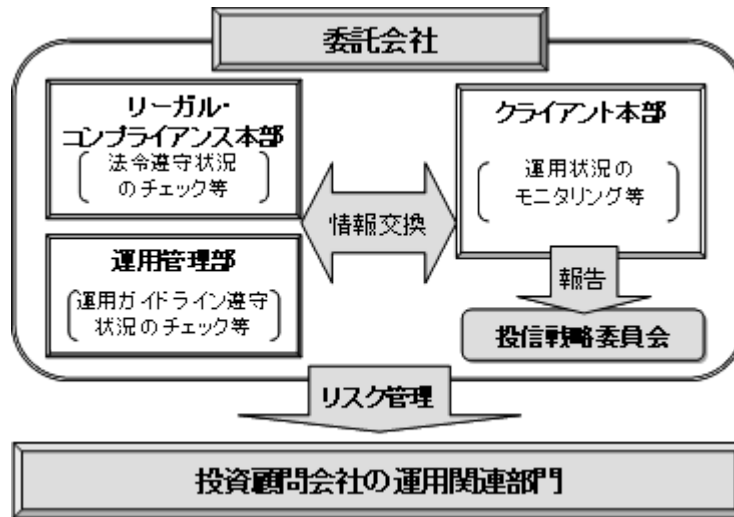 委託会社
リーガル・
コンプライアンス本部
法令遵守状況
のチェック等
運用管理部
運用ガイドライン遵守
状況のチェック等
情報交換
クライアント本部
運用状況の
モニタリング等
報告
投信戦略委員会
リスク管理
投資顧問会社の運用関連部門